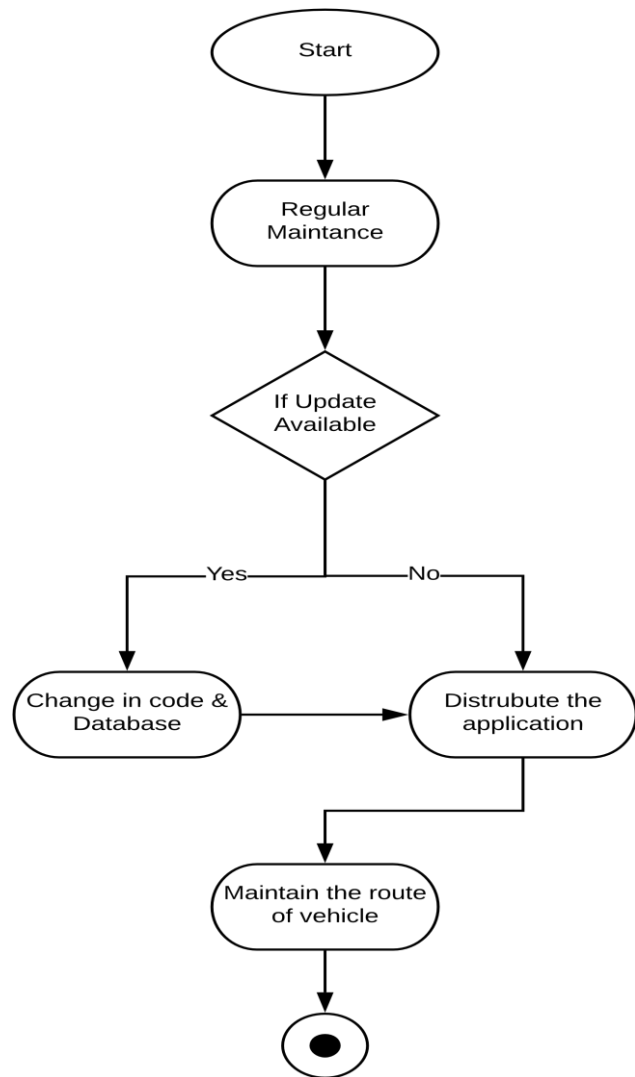 Start
Regular
Maintance
If Update
Available
Yes
No
Change in code &
Database
Distrubute the
application
Maintain the route
of vehicle